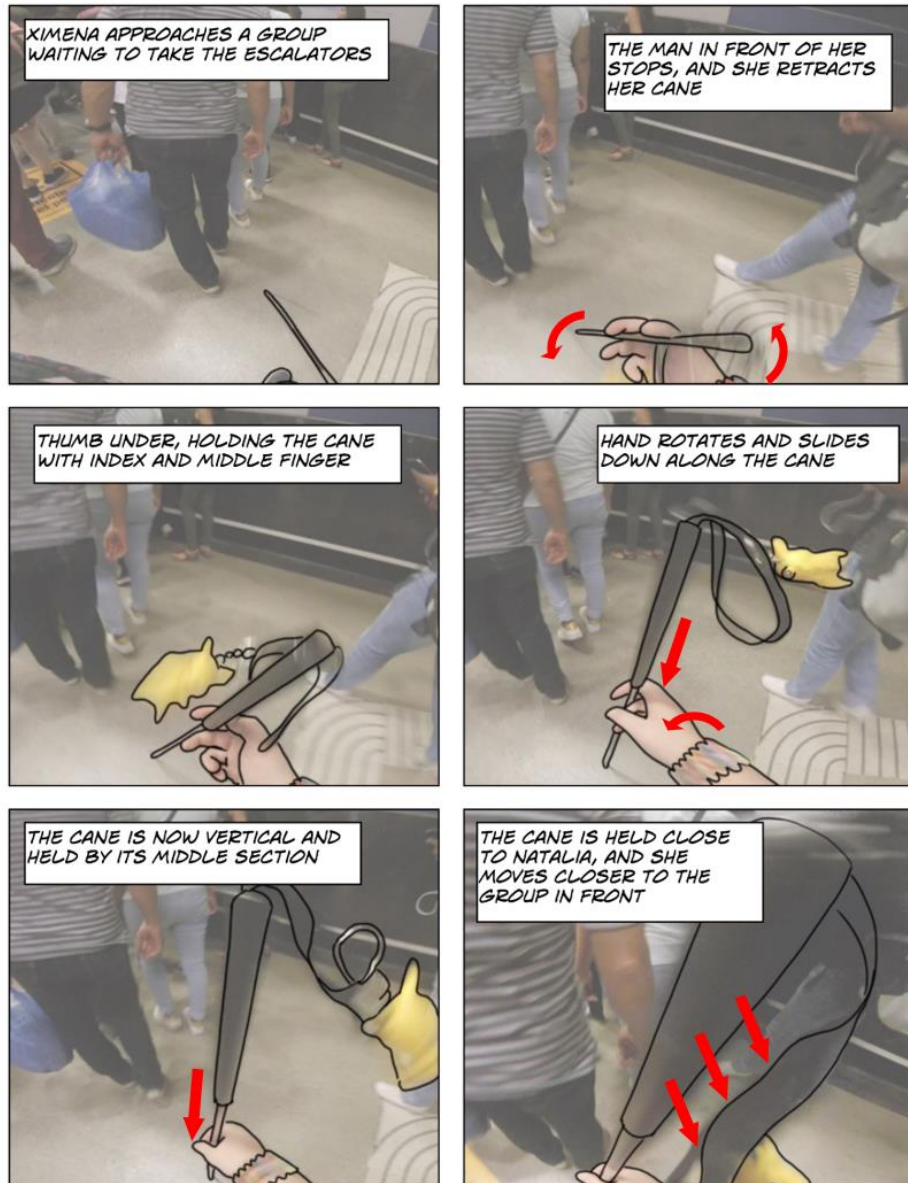 XIMENA APPROACHES A GROUP
WAITING TO TAKE THE ESCALATORS
THE MAN IN FRONT OF HER
STOPS, AND SHE RETRACTS
HER CANE
THUMB UNDER, HOLDING THE CANE
WITH INDEX AND MIDDLE FINGER
HAND ROTATES AND SLIDES
DOWN ALONG THE CANE
THE CANE IS NOW VERTICAL AND
HELD BY ITS MIDDLE SECTION
THE CANE IS HELD CLOSE
TO NATALIA, AND SHE
MOVES CLOSER TO THE
GROUP IN FRONT